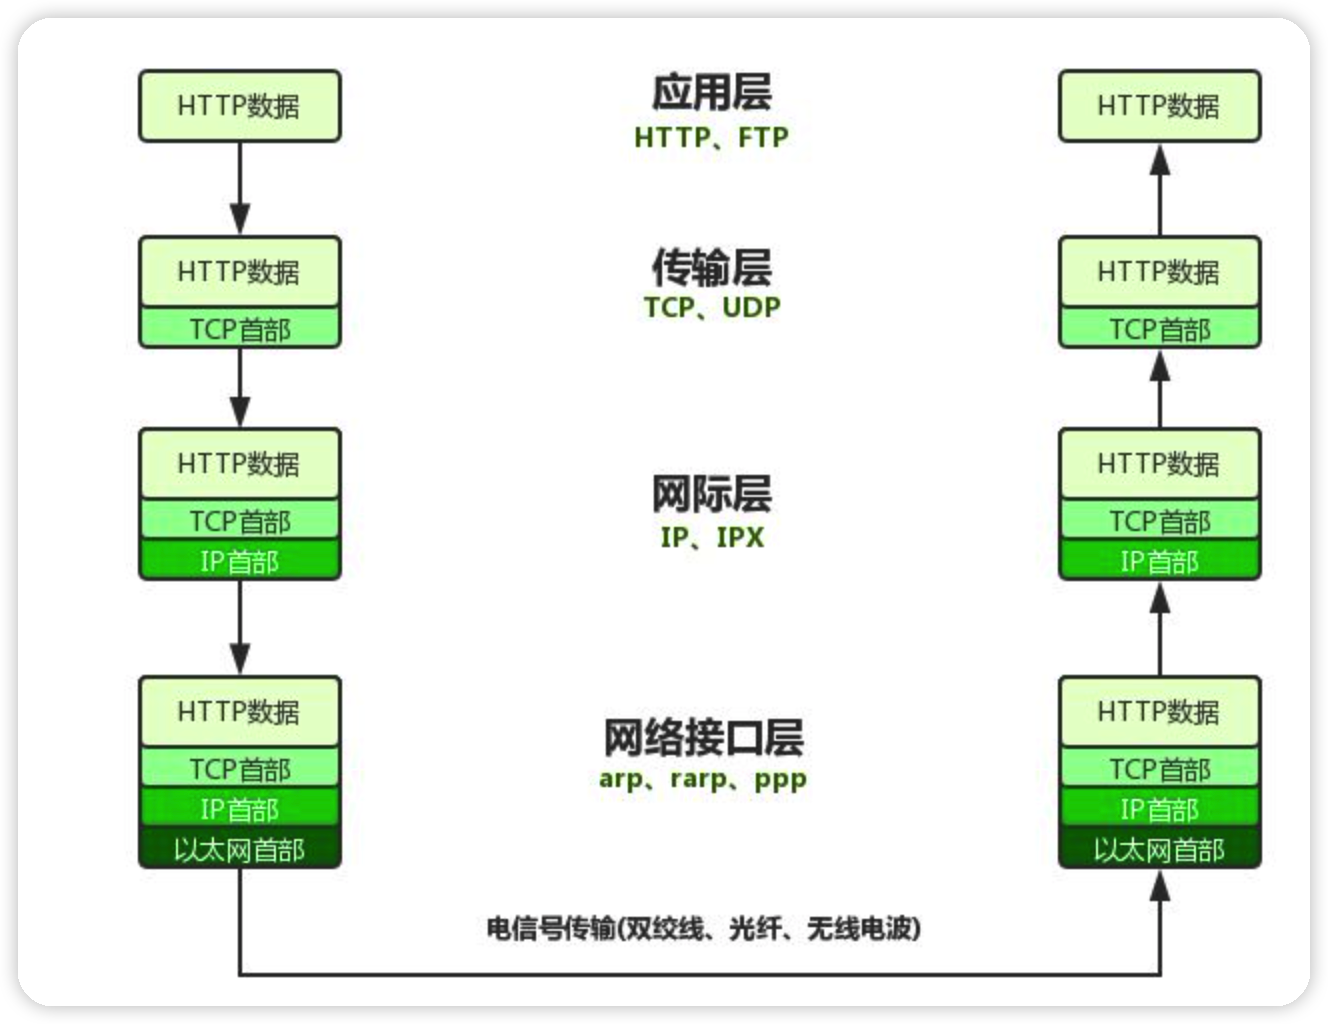 HTTP数据
应用层
HTTP、FTP
HTTP数据
HTTP数据
TCP首部
传输层
TCP、UDP
HTTP数据
TCP首部
HTTP数据
TCP首部
IP首部
网际层
IP、IPX
HTTP数据
TCP首部
IP首部
HTTP数据
TCP首部
IP首部
以太网首部
网络接口层
arp、rarp、ppp
HTTP数据
TCP首部
IP首部
以太网首部
电信号传输(双绞线、光纤、无线电波)